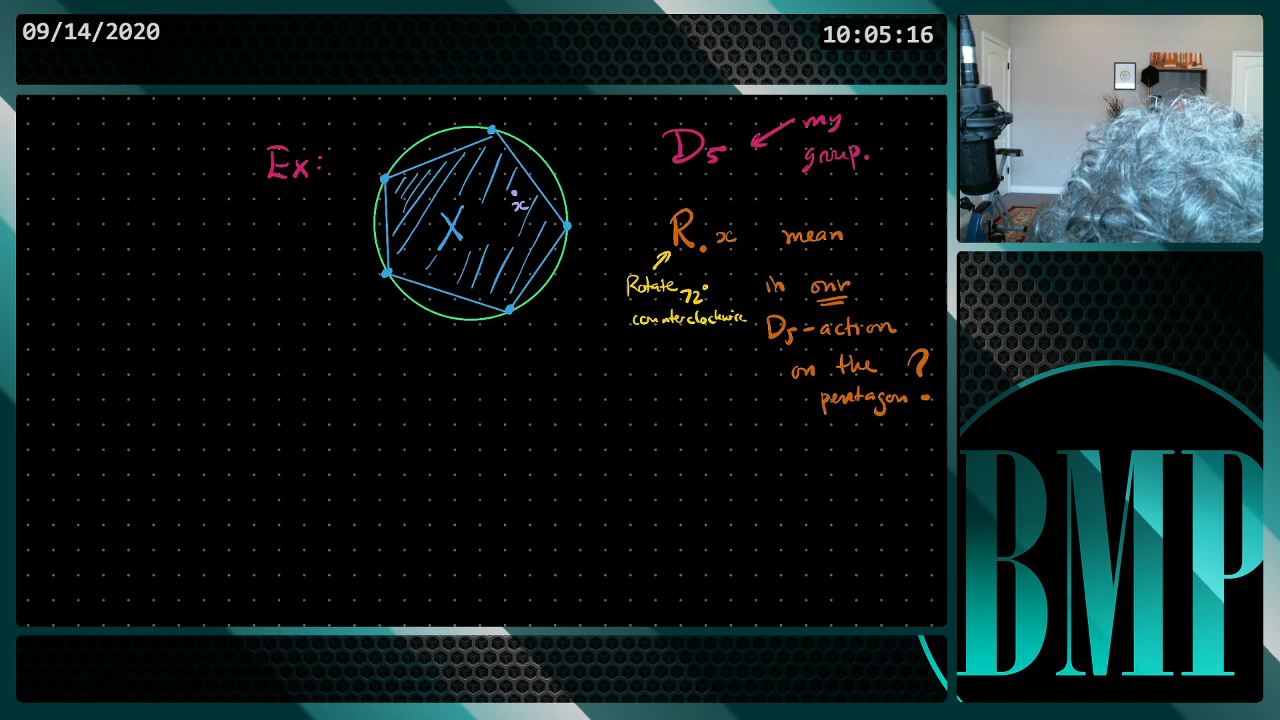 09/14/2020
10:05:16
Ex:
X
x
D5
my
group.
R. x mean
Rotate 72°
counterclockwise
in our
D5-action
on the ?
pentagon
BMP